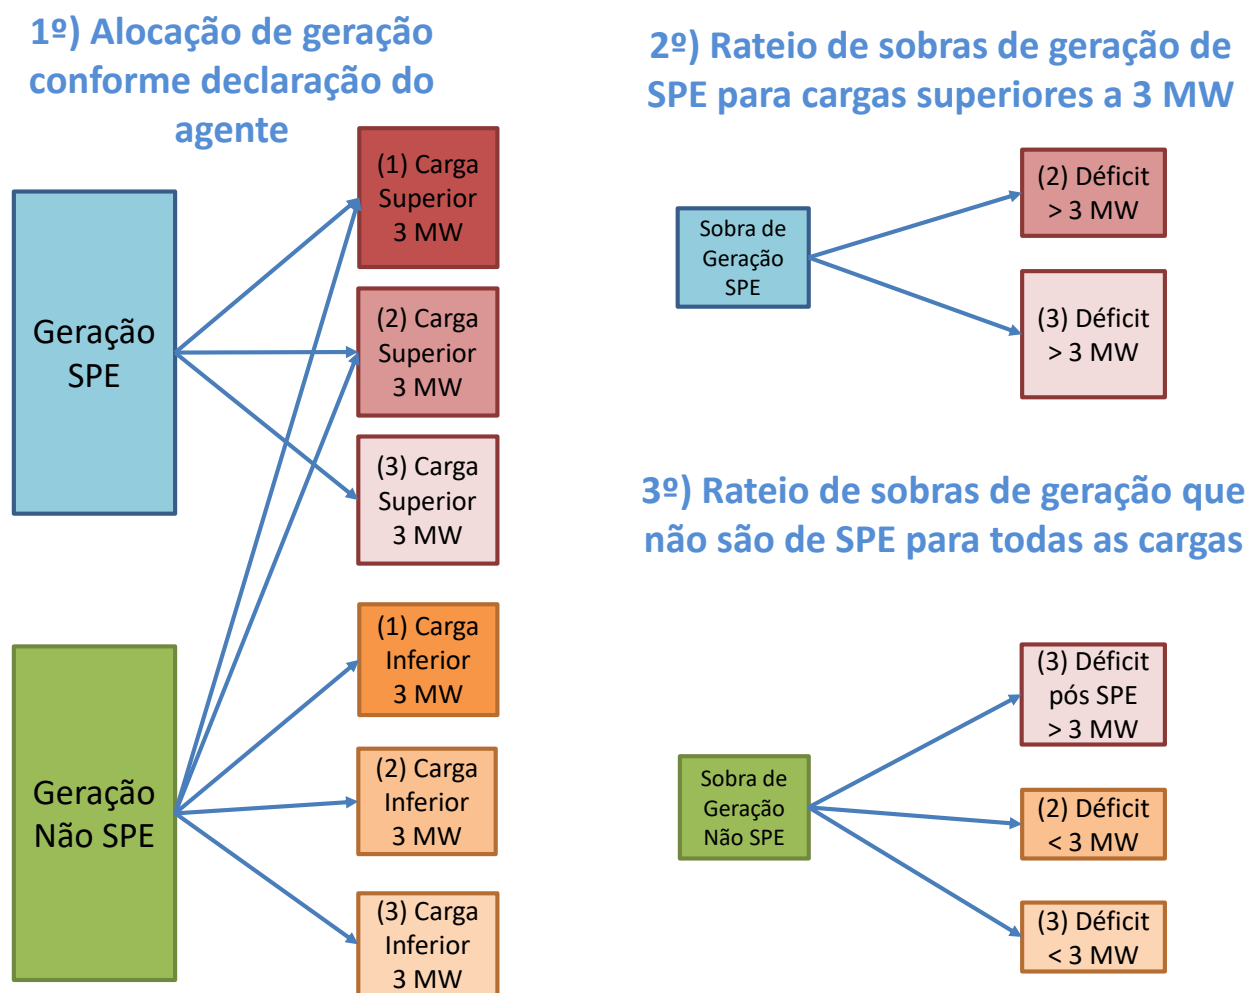 1º) Alocação de geração
conforme declaração do
agente
Geração
SPE
(1) Carga
Superior
3 MW
(2) Carga
Superior
3 MW
(3) Carga
Superior
3 MW
Geração
Não SPE
(1) Carga
Inferior
3 MW
(2) Carga
Inferior
3 MW
(3) Carga
Inferior
3 MW
2º) Rateio de sobras de geração de
SPE para cargas superiores a 3 MW
Sobra de
Geração
SPE
(2) Déficit
> 3 MW
(3) Déficit
> 3 MW
3º) Rateio de sobras de geração que
não são de SPE para todas as cargas
Sobra de
Geração
Não SPE
(3) Déficit
pós SPE
> 3 MW
(2) Déficit
< 3 MW
(3) Déficit
< 3 MW